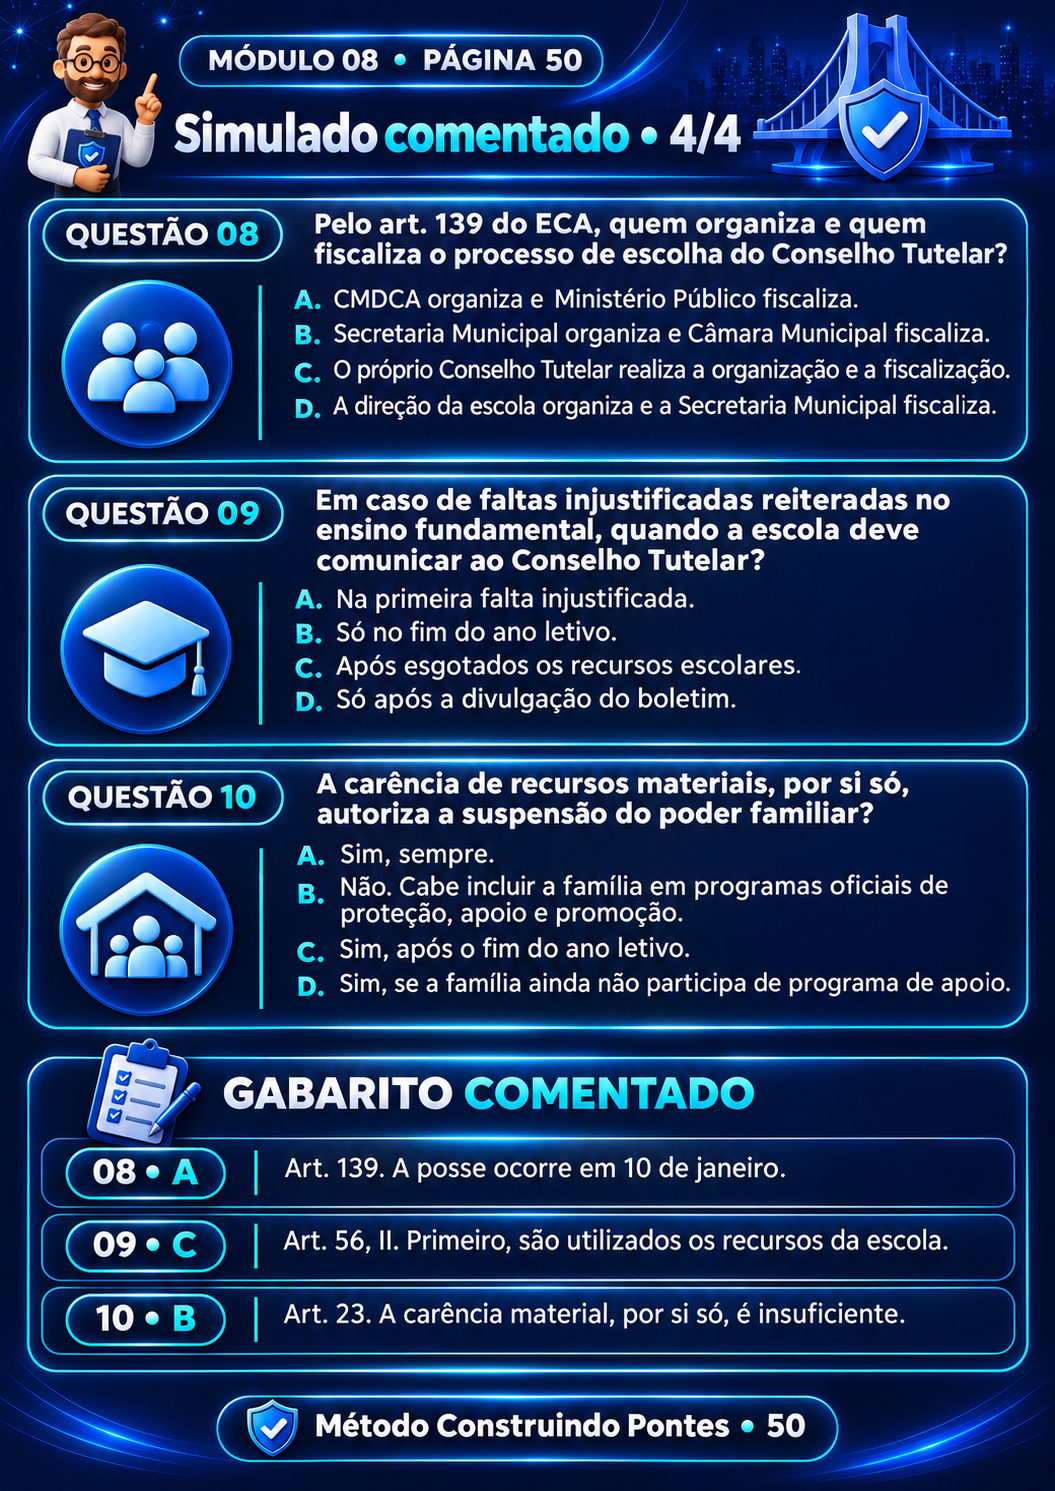 MÓDULO 08 • PÁGINA 50
Simulado comentado • 4/4
QUESTÃO 08
Pelo art. 139 do ECA, quem organiza e quem
fiscaliza o processo de escolha do Conselho Tutelar?
A. CMDCA organiza e Ministério Público fiscaliza.
B. Secretaria Municipal organiza e Câmara Municipal fiscaliza.
C. O próprio Conselho Tutelar realiza a organização e a fiscalização.
D. A direção da escola organiza e a Secretaria Municipal fiscaliza.
QUESTÃO 09
Em caso de faltas injustificadas reiteradas no
ensino fundamental, quando a escola deve
comunicar ao Conselho Tutelar?
A. Na primeira falta injustificada.
B. Só no fim do ano letivo.
C. Após esgotados os recursos escolares.
D. Só após a divulgação do boletim.
QUESTÃO 10
A carência de recursos materiais, por si só,
autoriza a suspensão do poder familiar?
A. Sim, sempre.
B. Não. Cabe incluir a família em programas oficiais de
proteção, apoio e promoção.
C. Sim, após o fim do ano letivo.
D. Sim, se a família ainda não participa de programa de apoio.
GABARITO COMENTADO
08 • A Art. 139. A posse ocorre em 10 de janeiro.
09 • C Art. 56, II. Primeiro, são utilizados os recursos da escola.
10 • B Art. 23. A carência material, por si só, é insuficiente.
Método Construindo Pontes • 50